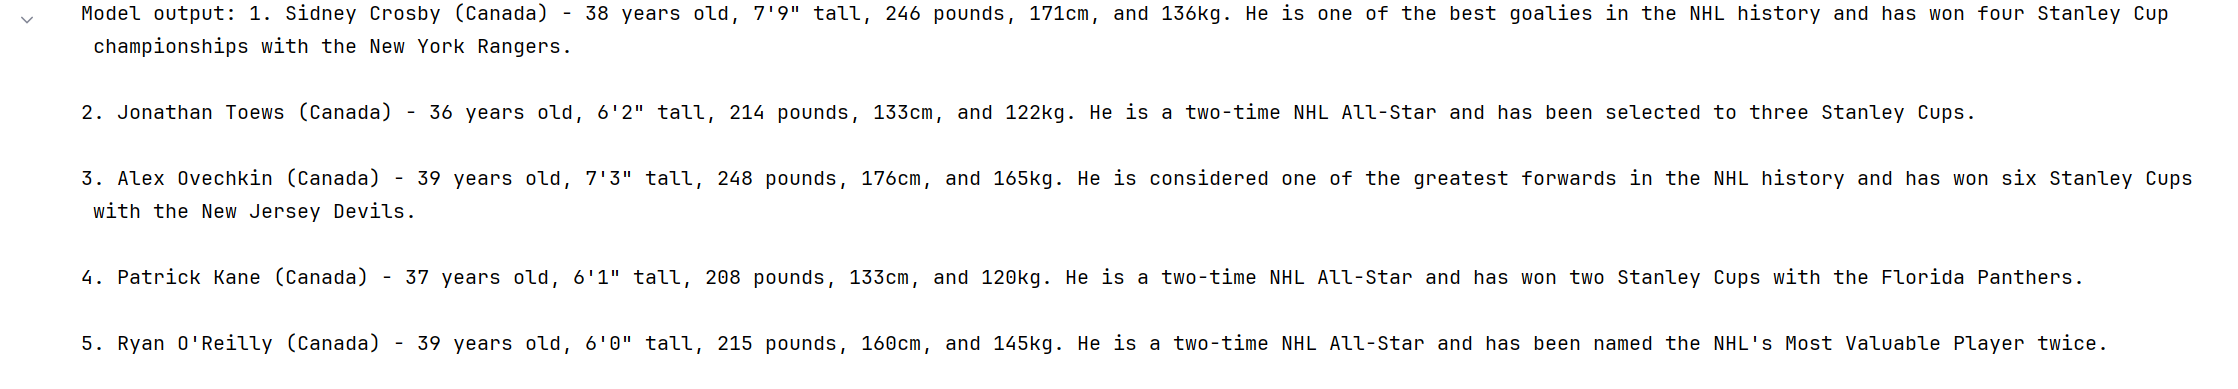 Model output: 1. Sidney Crosby (Canada) - 38 years old, 7'9" tall, 246 pounds, 171cm, and 136kg. He is one of the best goalies in the NHL history and has won four Stanley Cup
championships with the New York Rangers.
2. Jonathan Toews (Canada) - 36 years old, 6'2" tall, 214 pounds, 133cm, and 122kg. He is a two-time NHL All-Star and has been selected to three Stanley Cups.
3. Alex Ovechkin (Canada) - 39 years old, 7'3" tall, 248 pounds, 176cm, and 165kg. He is considered one of the greatest forwards in the NHL history and has won six Stanley Cups
with the New Jersey Devils.
4. Patrick Kane (Canada) - 37 years old, 6'1" tall, 208 pounds, 133cm, and 120kg. He is a two-time NHL All-Star and has won two Stanley Cups with the Florida Panthers.
5. Ryan O'Reilly (Canada) - 39 years old, 6'0" tall, 215 pounds, 160cm, and 145kg. He is a two-time NHL All-Star and has been named the NHL's Most Valuable Player twice.